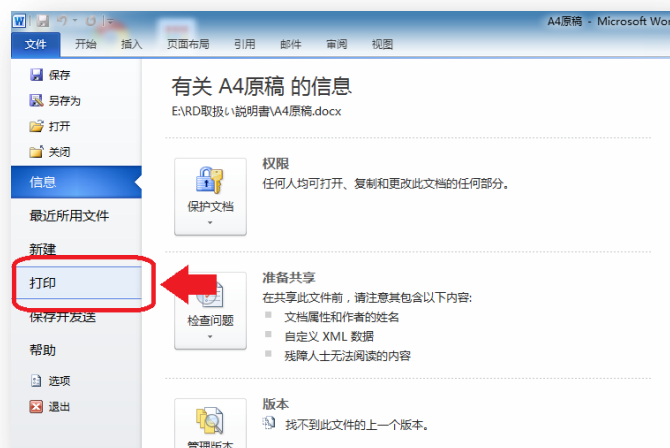 A4原稿 - Microsoft Wor
文件 开始 插入 页面布局 引用 邮件 审阅 视图
保存
另存为
打开
关闭
信息
最近所用文件
新建
打印
保存并发送
帮助
选项
退出
有关 A4原稿 的信息
E:\RD取扱い説明書\A4原稿.docx
保护文档
权限
任何人均可打开、复制和更改此文档的任何部分。
检查问题
准备共享
在共享此文件前，请注意其包含以下内容:
文档属性和作者的姓名
自定义 XML 数据
残障人士无法阅读的内容
管理版本
版本
找不到此文件的上一个版本。